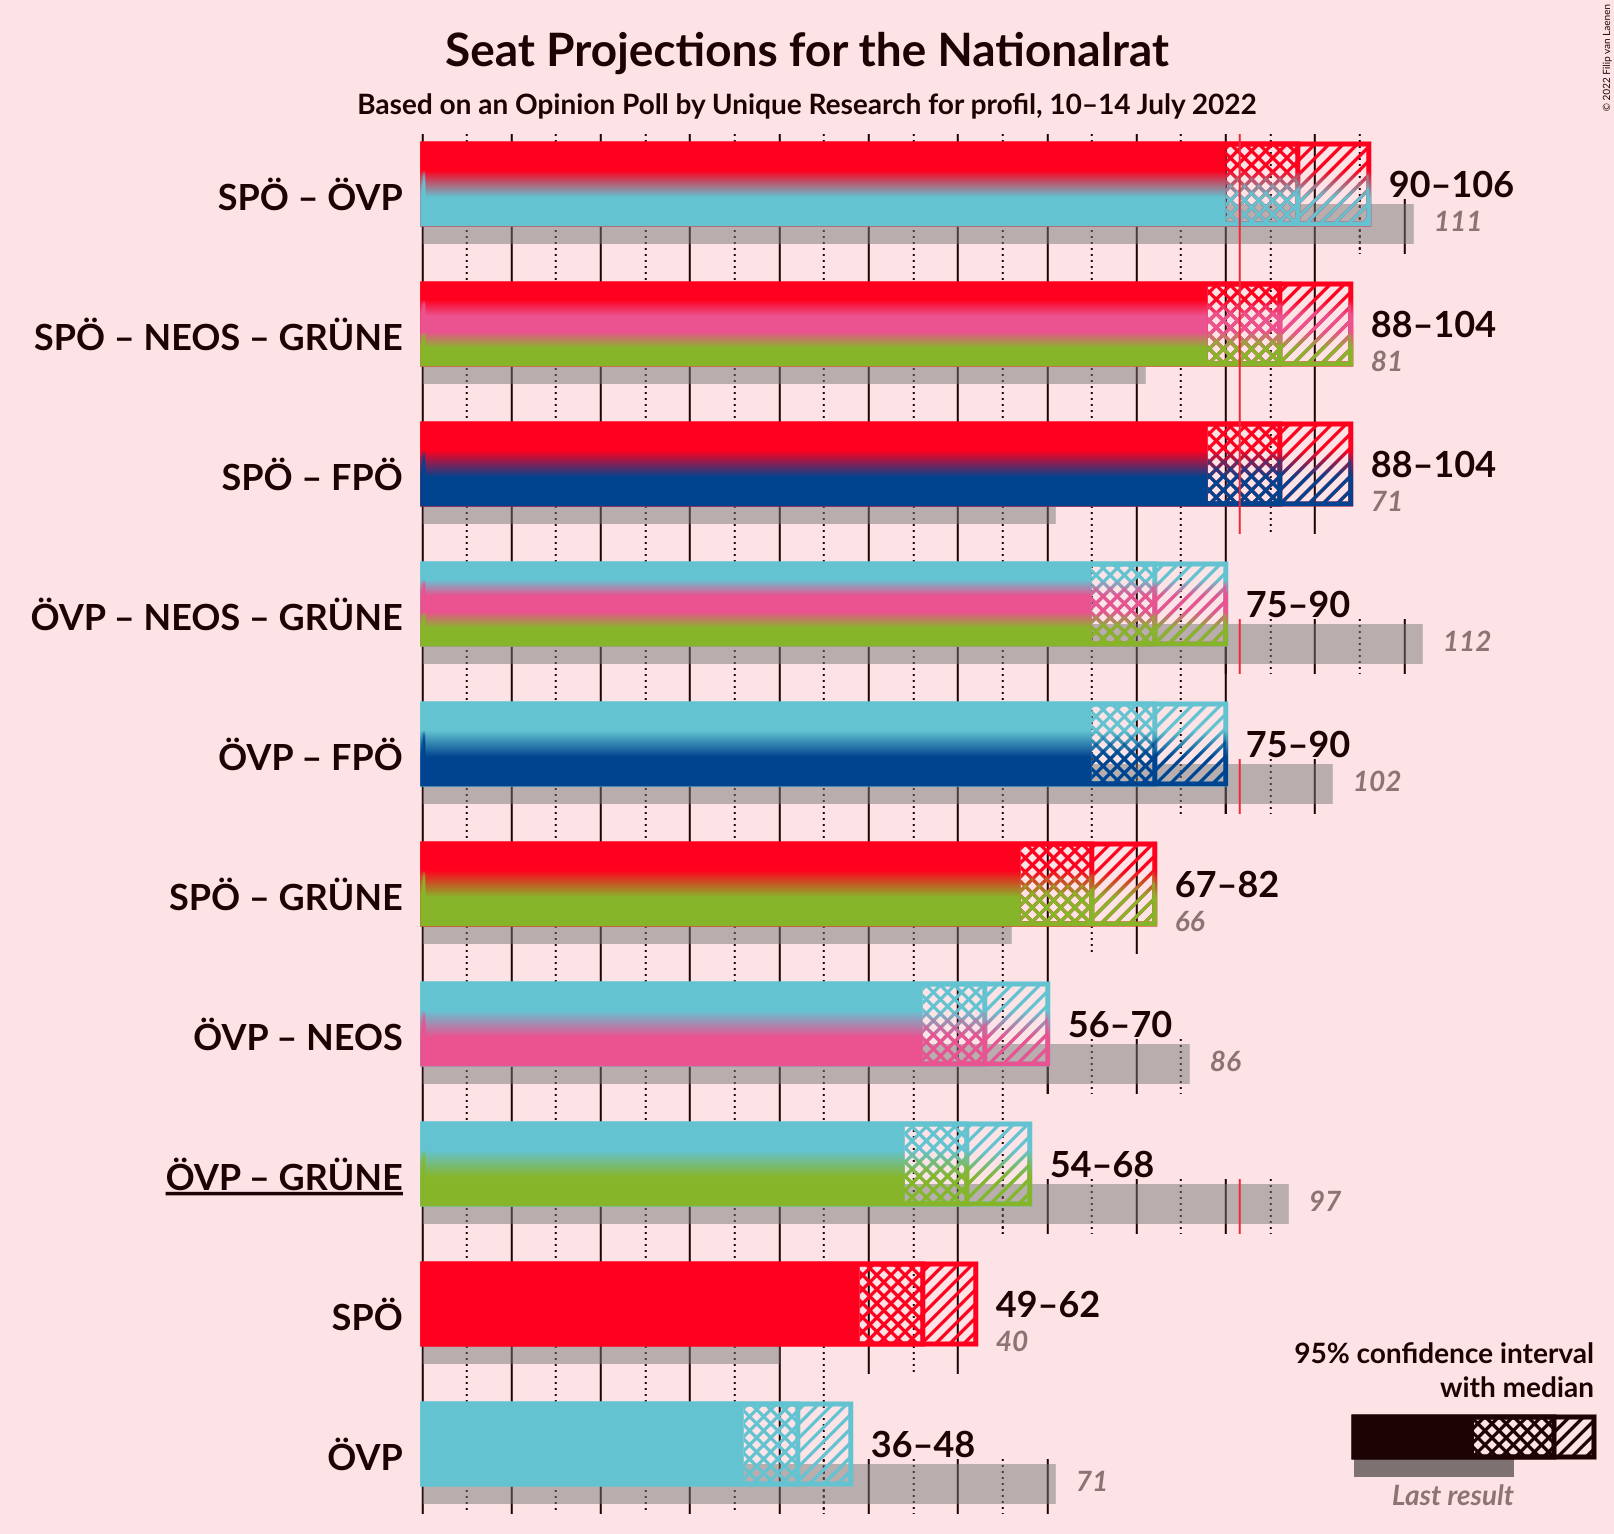 Seat Projections for the Nationalrat
Based on an Opinion Poll by Unique Research for profil, 10–14 July 2022
© 2022 Filip van Laenen
SPÖ – ÖVP
90–106
111
SPÖ – NEOS – GRÜNE
88–104
81
SPÖ – FPÖ
88–104
71
ÖVP – NEOS – GRÜNE
75–90
112
ÖVP – FPÖ
75–90
102
SPÖ – GRÜNE
67–82
66
ÖVP – NEOS
56–70
86
ÖVP – GRÜNE
54–68
97
SPÖ
49–62
40
ÖVP
36–48
71
95% confidence interval
with median
Last result